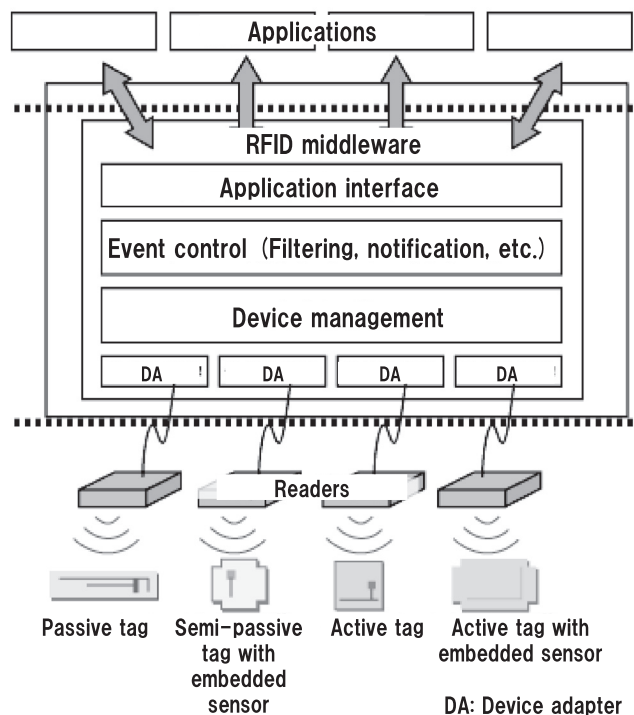 Applications
RFID middleware
Application interface
Event control (Filtering, notification, etc.)
Device management
DA DA DA DA
Readers
Passive tag
Semi-passive
tag with
embedded
sensor
Active tag
Active tag with
embedded sensor
DA: Device adapter